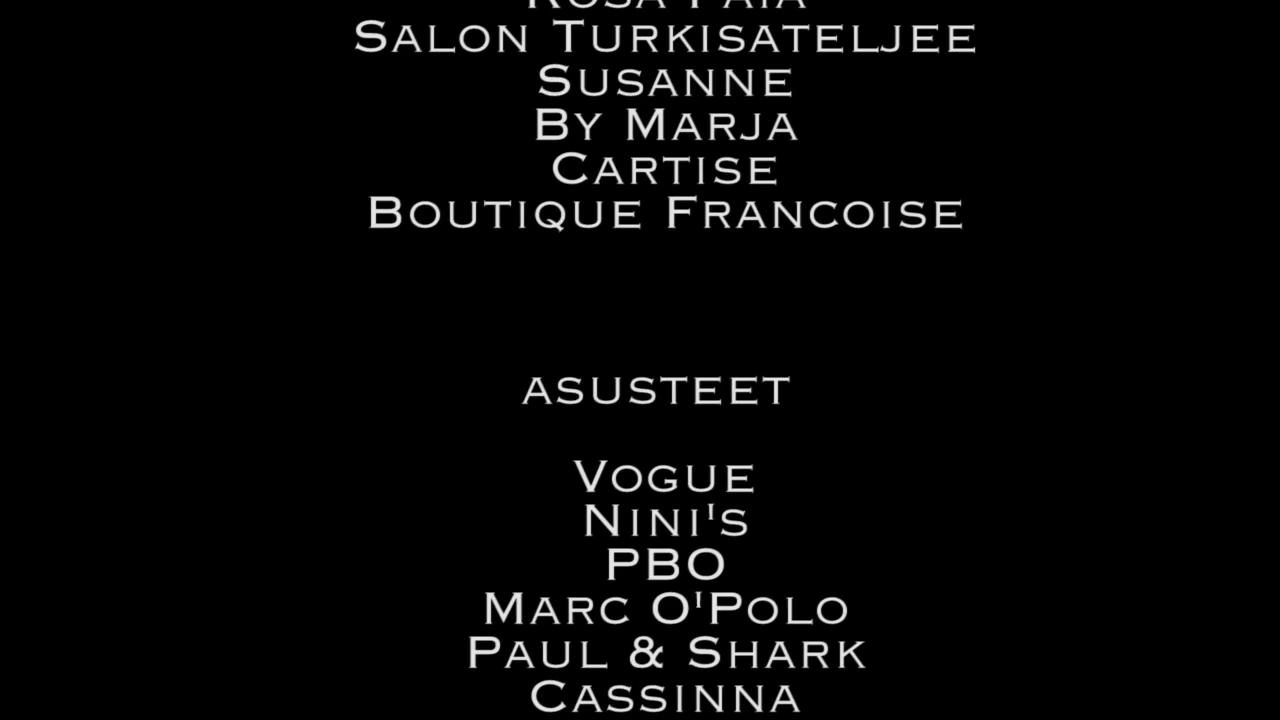 Salon Turkisateljee
Susanne
By Marja
Cartise
Boutique Francoise
asusteet
Vogue
Nini's
PBO
Marc O'Polo
Paul & Shark
Cassinna